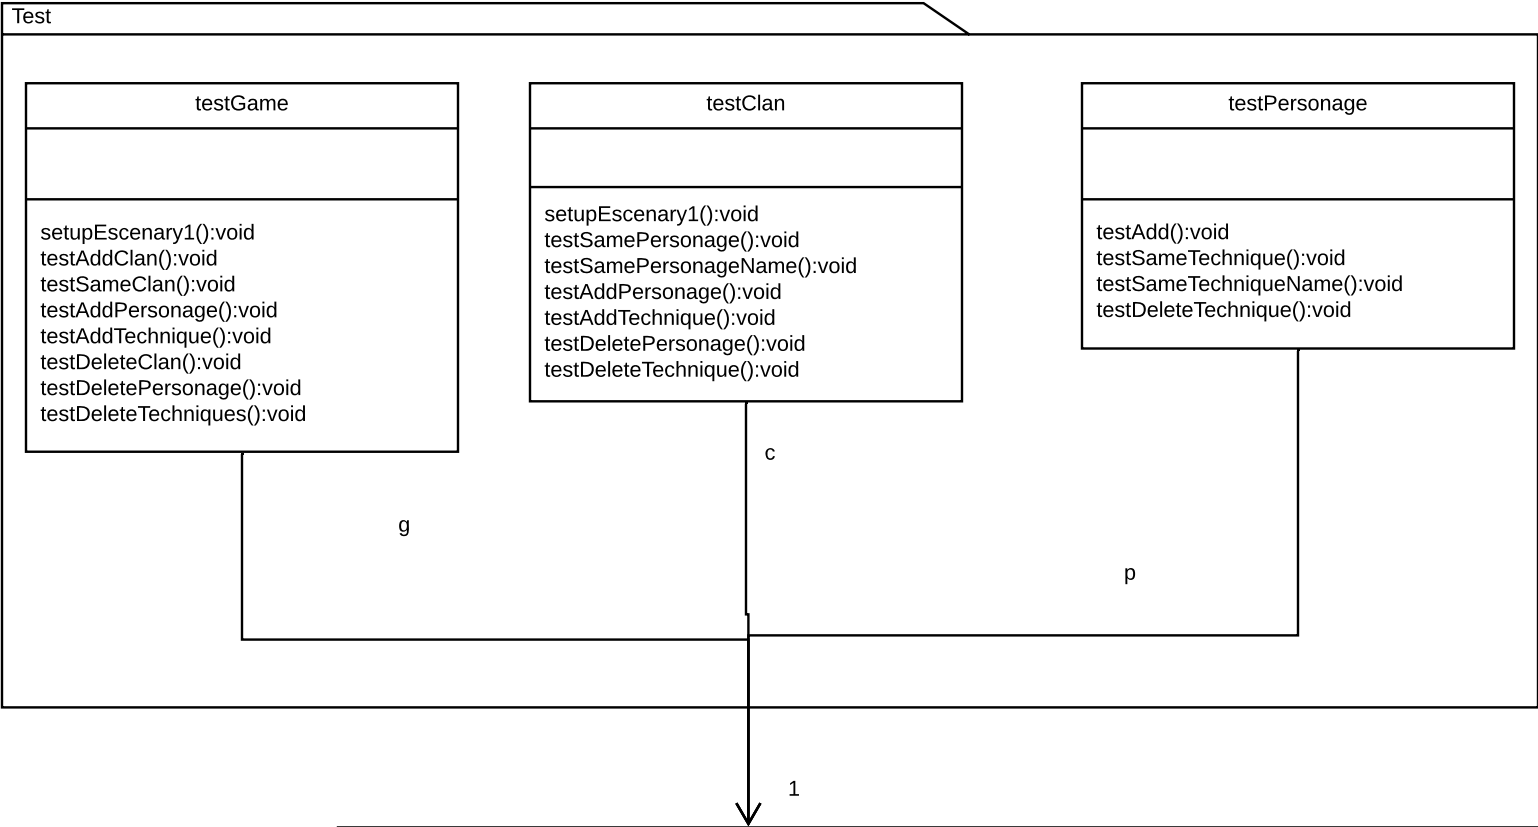 Test
testGame
setupEscenary1():void
testAddClan():void
testSameClan():void
testAddPersonage():void
testAddTechnique():void
testDeleteClan():void
testDeletePersonage():void
testDeleteTechniques():void
testClan
setupEscenary1():void
testSamePersonage():void
testSamePersonageName():void
testAddPersonage():void
testAddTechnique():void
testDeletePersonage():void
testDeleteTechnique():void
testPersonage
testAdd():void
testSameTechnique():void
testSameTechniqueName():void
testDeleteTechnique():void
c
g
p
1